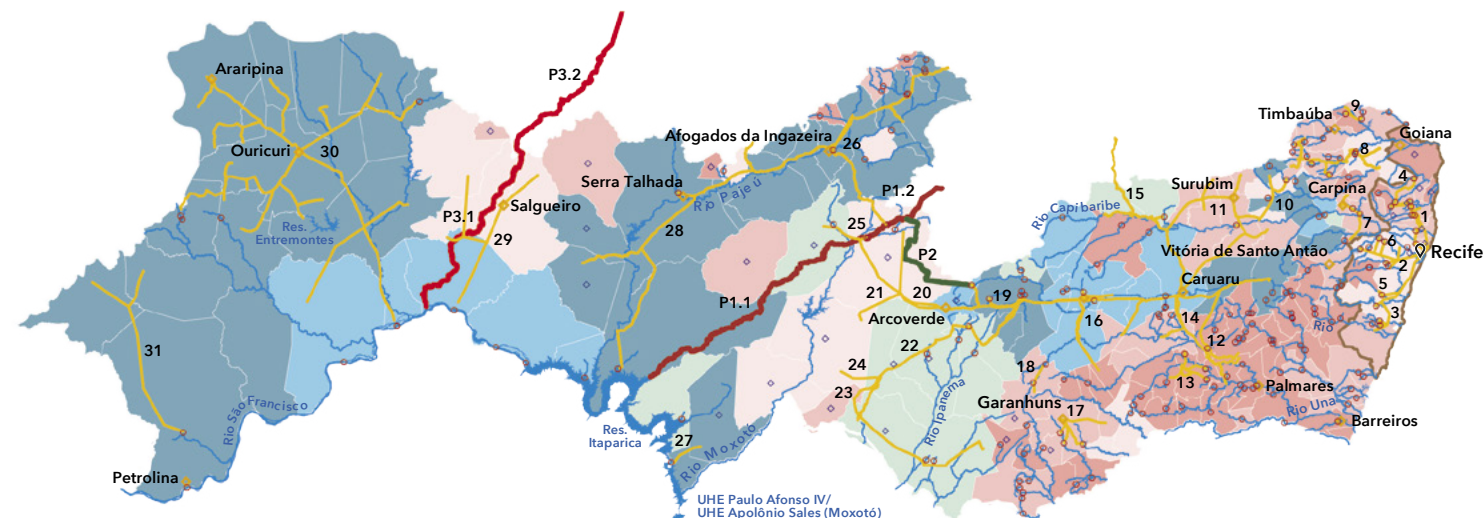 P3.2
Araripina
9
Timbaúba
Goiana
Afogados da Ingazeira
26
8
Ouricuri
30
4
Rio Pajeú
Serra Talhada
15
Surubim
Carpina
P1.2
10
Salgueiro
Rio Capibaribe
11
P3.1
1
25
7
Res.
Entremontes
29
28
6
Vitória de Santo Antão
Recife
P2
2
Caruaru
5
P1.1
21
20
19
31
Arcoverde
16
14
3
Rio
12
22
24
18
13
23
Palmares
Rio São Francisco
Garanhuns
17
Rio Una
Rio Ipanema
Barreiros
Res.
Itaparica
27
Rio Moxotó
Petrolina
UHE Paulo Afonso IV/
UHE Apolônio Sales (Moxotó)